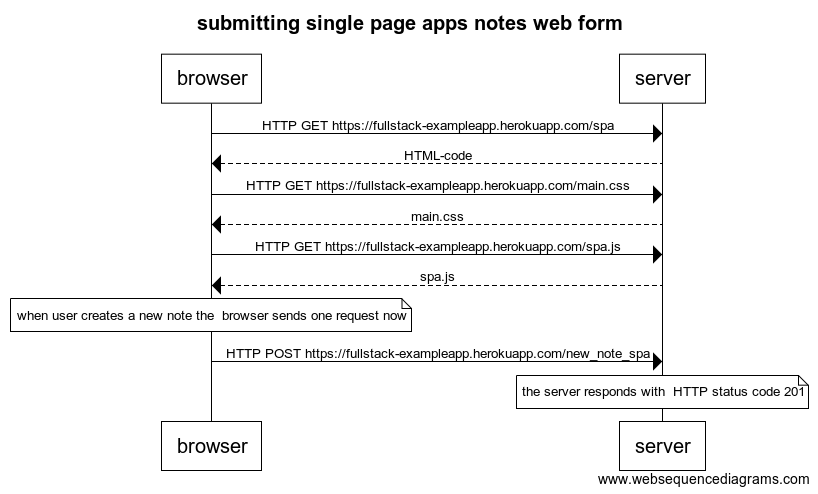 submitting single page apps notes web form
browser
server
HTTP GET https://fullstack-exampleapp.herokuapp.com/spa
HTML-code
HTTP GET https://fullstack-exampleapp.herokuapp.com/main.css
main.css
HTTP GET https://fullstack-exampleapp.herokuapp.com/spa.js
spa.js
when user creates a new note the  browser sends one request now
HTTP POST https://fullstack-exampleapp.herokuapp.com/new_note_spa
the server responds with  HTTP status code 201
browser
server
www.websequencediagrams.com